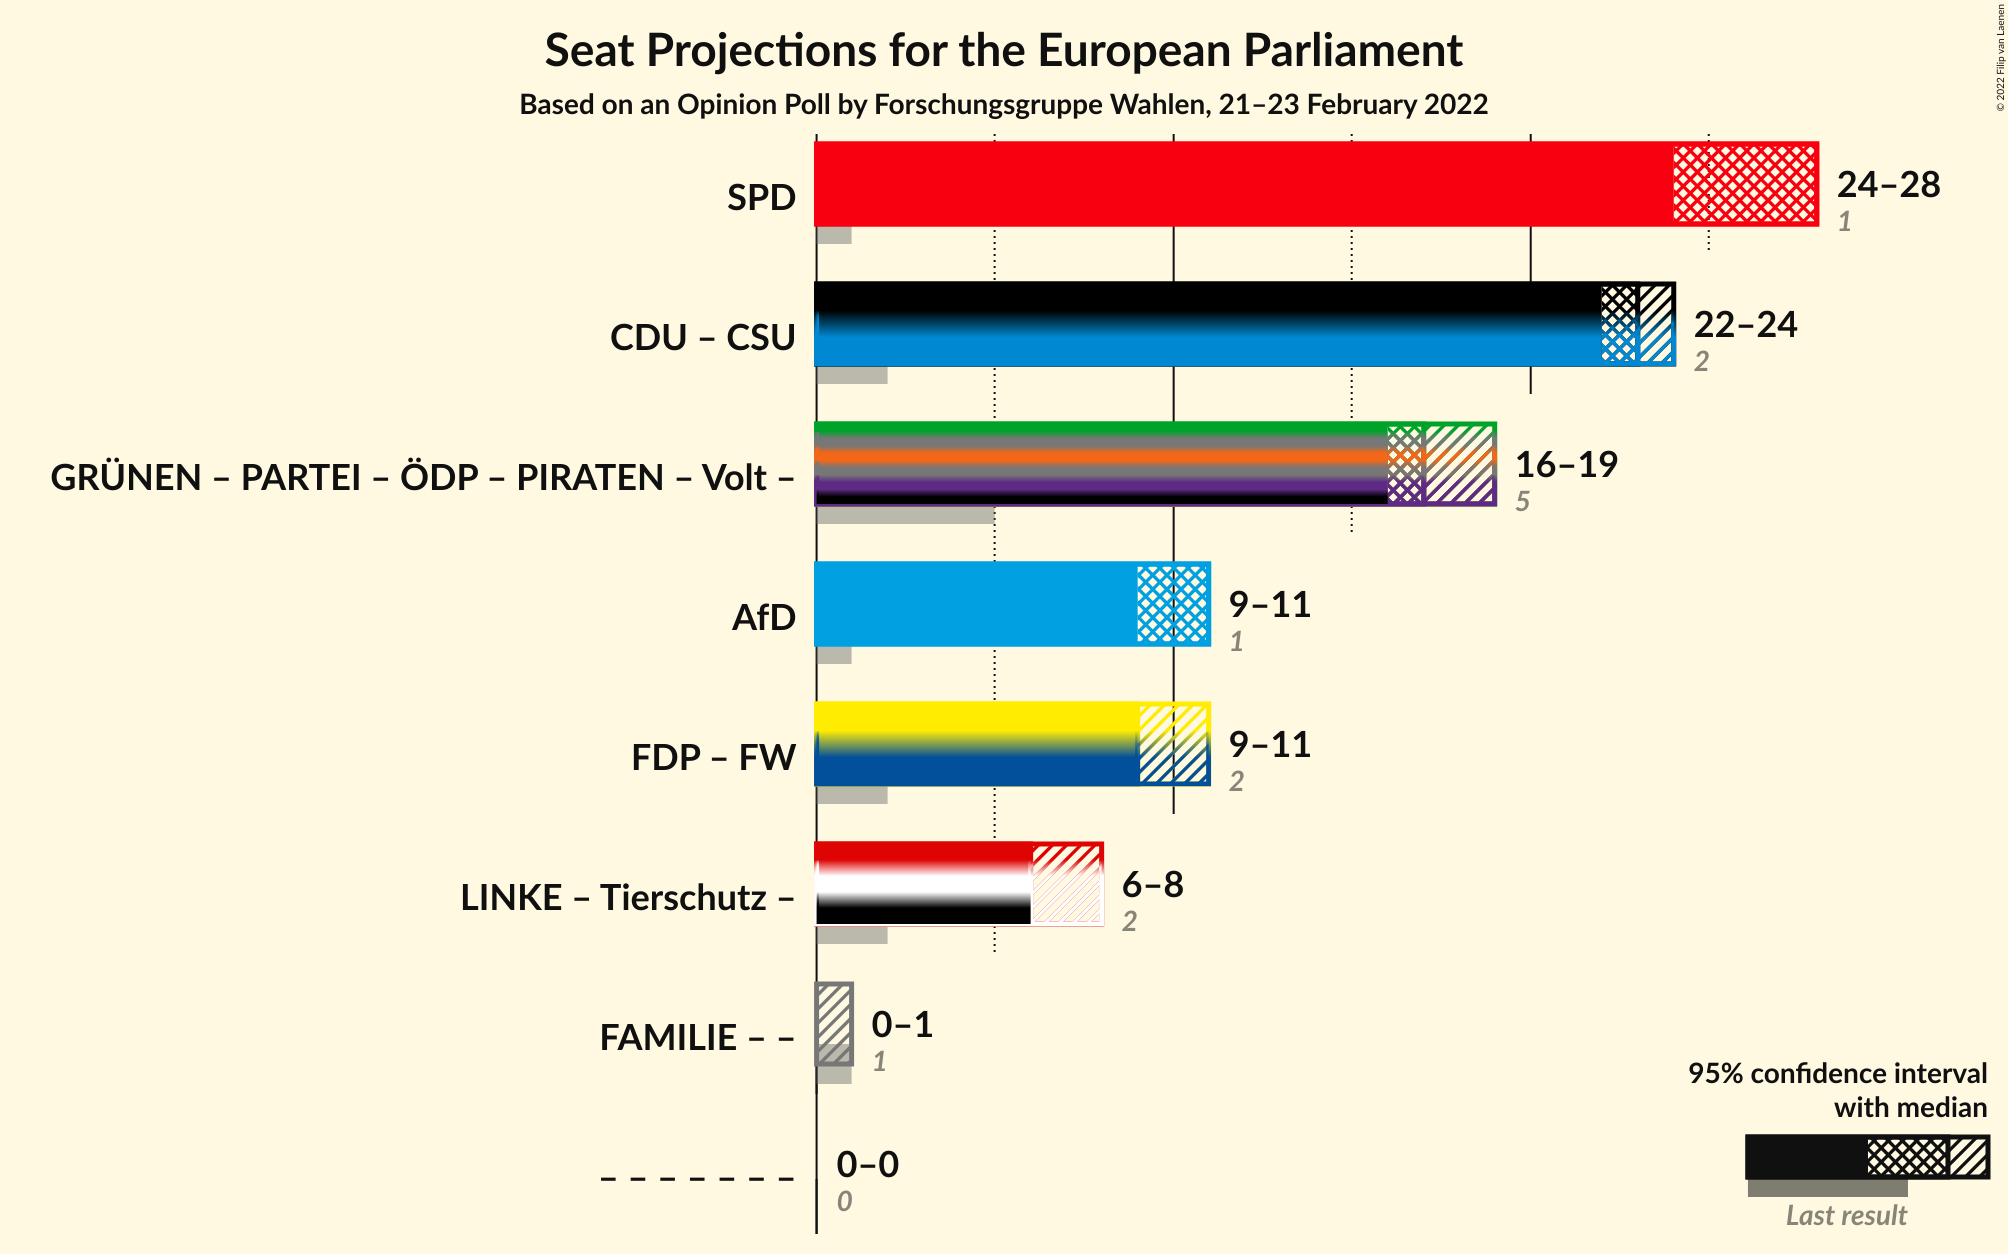 Seat Projections for the European Parliament
Based on an Opinion Poll by Forschungsgruppe Wahlen, 21–23 February 2022
© 2022 Filip van Laenen
SPD
24–28
1
CDU – CSU
22–24
2
GRÜNEN – PARTEI – ÖDP – PIRATEN – Volt –
16–19
5
AfD
9–11
1
FDP – FW
9–11
2
LINKE – Tierschutz –
6–8
2
FAMILIE – –
0–1
1
– – – – – – –
0–0
0
95% confidence interval
with median
Last result